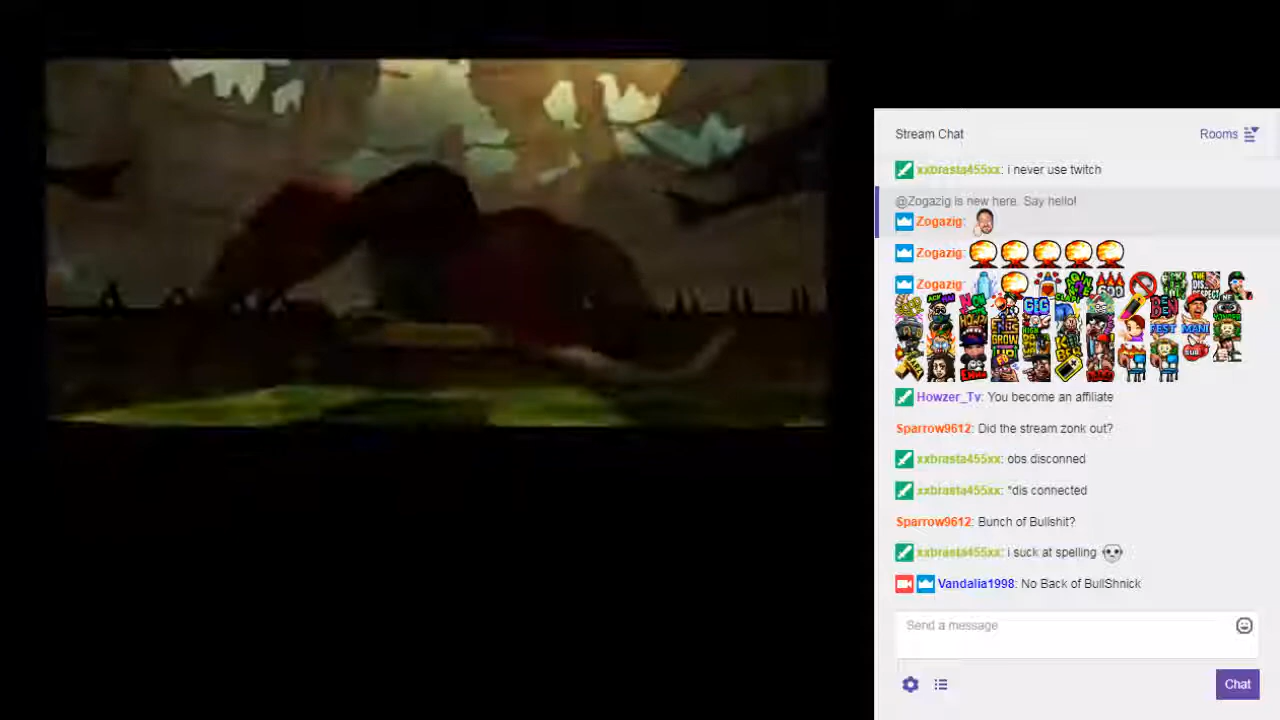 Stream Chat
Rooms
xxbrasta455xx: i never use twitch
@Zogazig is new here. Say hello!
Zogazig:
Zogazig:
Zogazig:
Howzer_Tv: You become an affiliate
Sparrow9612: Did the stream zonk out?
xxbrasta455xx: obs disconned
xxbrasta455xx: *dis connected
Sparrow9612: Bunch of Bullshit?
xxbrasta455xx: i suck at spelling
Vandalia1998: No Back of BullShnick
Send a message
Chat